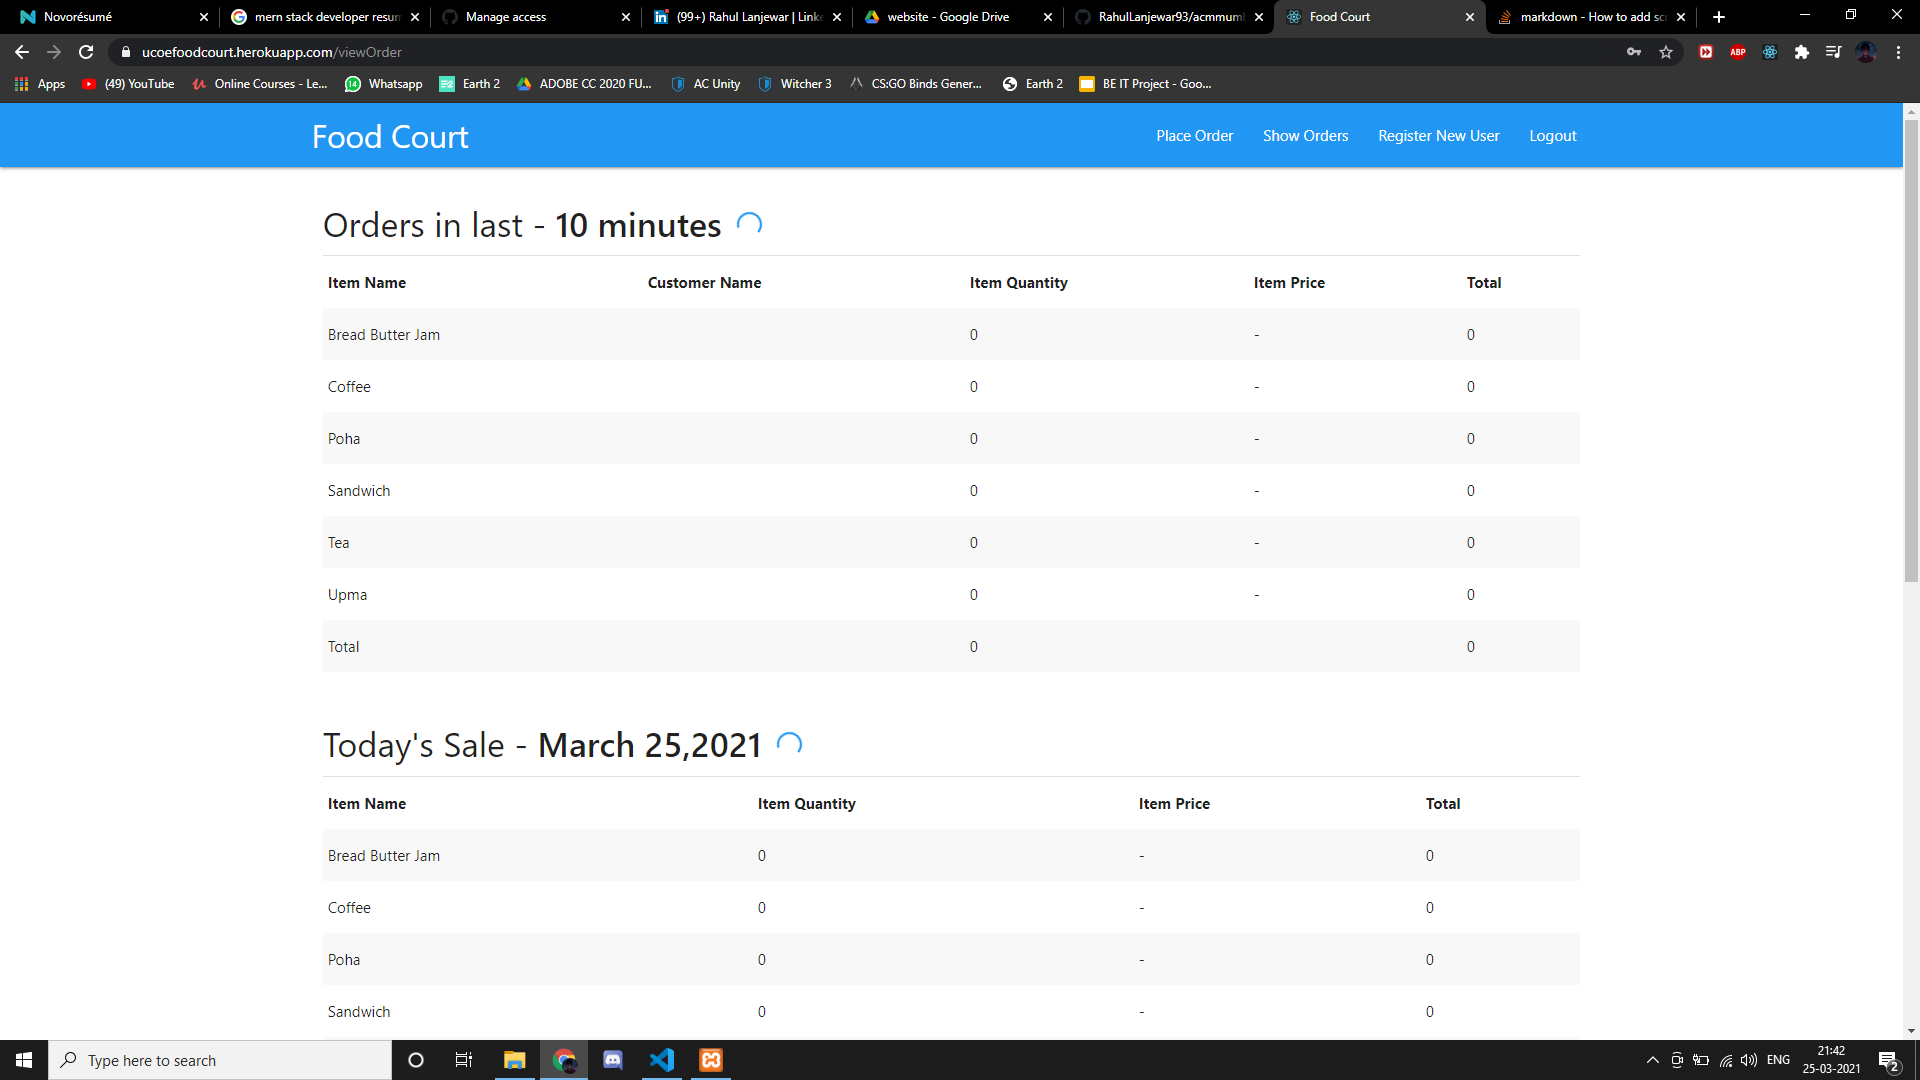 Novorésumé
mern stack developer resum
Manage access
(99+) Rahul Lanjewar | Linke
website - Google Drive
RahulLanjewar93/acmmumb
Food Court
markdown - How to add scr
ucoefoodcourt.herokuapp.com/viewOrder
Apps
(49) YouTube
Online Courses - Le...
Whatsapp
Earth 2
ADOBE CC 2020 FU...
AC Unity
Witcher 3
CS:GO Binds Gener...
Earth 2
BE IT Project - Goo...
Food Court
Place Order
Show Orders
Register New User
Logout
Orders in last - 10 minutes
Item Name Customer Name Item Quantity Item Price Total
Bread Butter Jam 0 - 0
Coffee 0 - 0
Poha 0 - 0
Sandwich 0 - 0
Tea 0 - 0
Upma 0 - 0
Total 0 0
Today's Sale - March 25,2021
Item Name Item Quantity Item Price Total
Bread Butter Jam 0 - 0
Coffee 0 - 0
Poha 0 - 0
Sandwich 0 - 0
Type here to search
ENG
21:42
25-03-2021
2